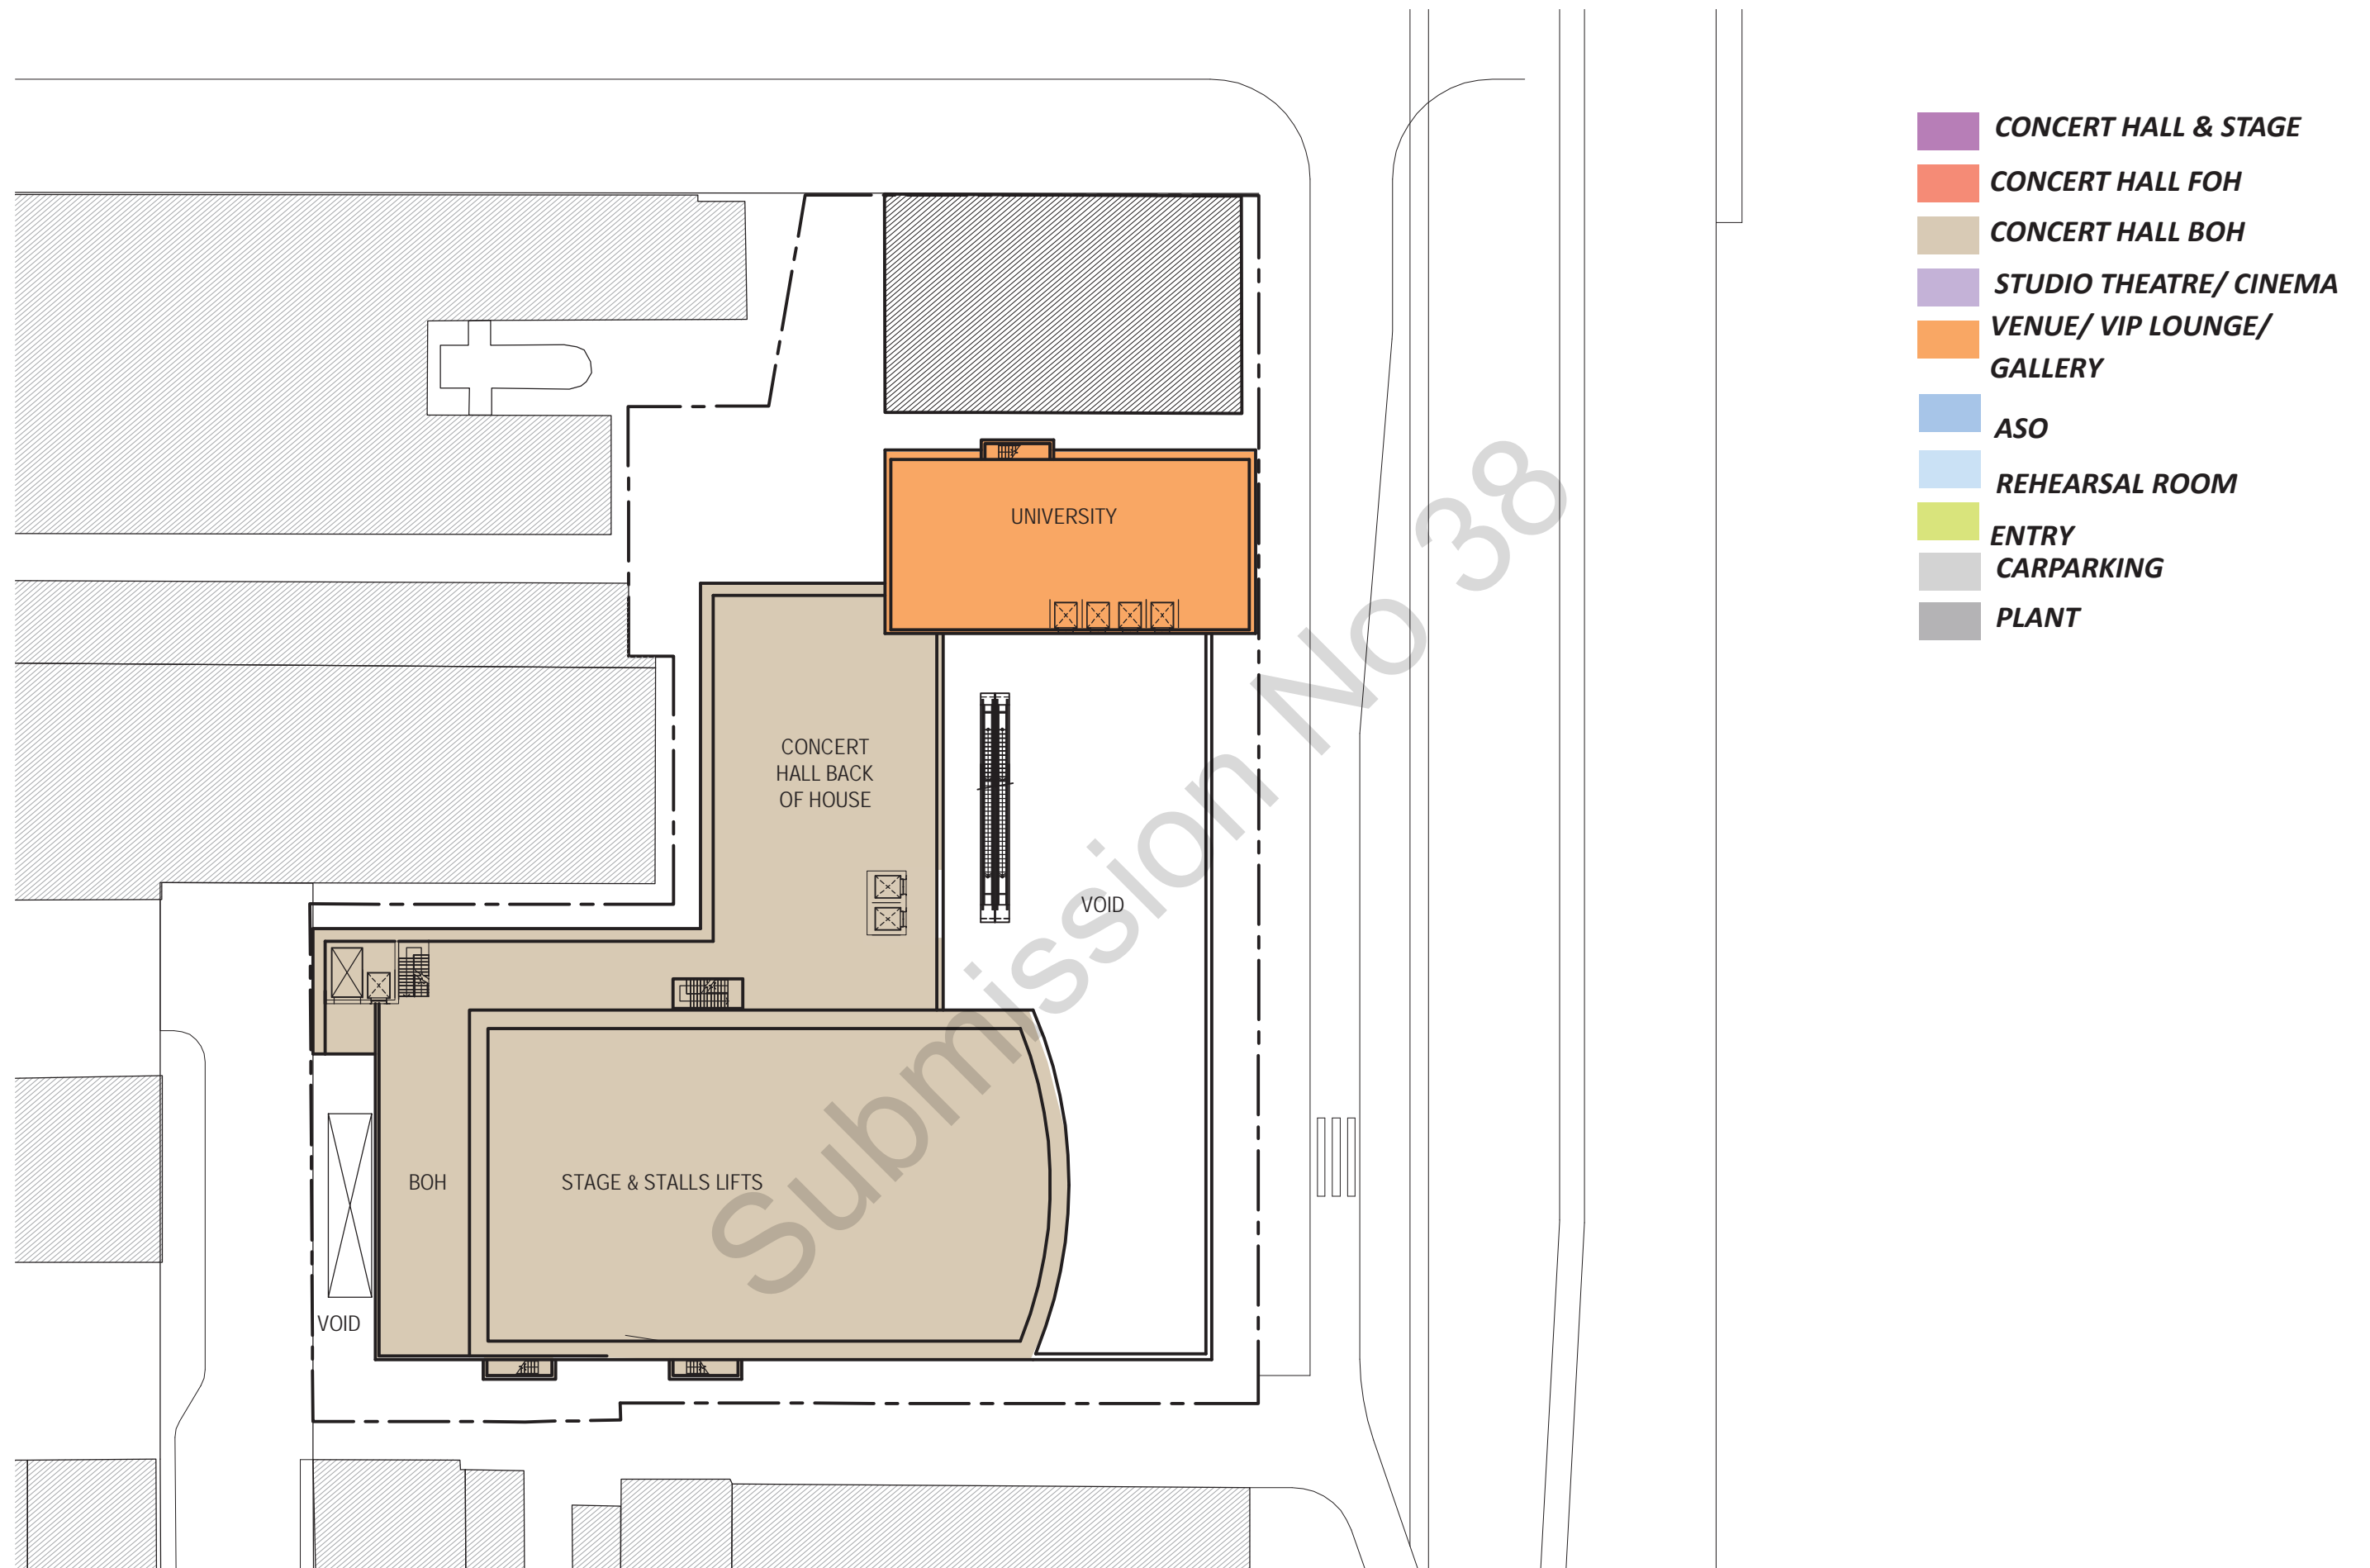 CONCERT HALL & STAGE
CONCERT HALL FOH
CONCERT HALL BOH
STUDIO THEATRE/ CINEMA
VENUE/ VIP LOUNGE/
GALLERY
ASO
REHEARSAL ROOM
ENTRY
CARPARKING
PLANT
UNIVERSITY
CONCERT
HALL BACK
OF HOUSE
VOID
BOH
STAGE & STALLS LIFTS
VOID
Submission No 38